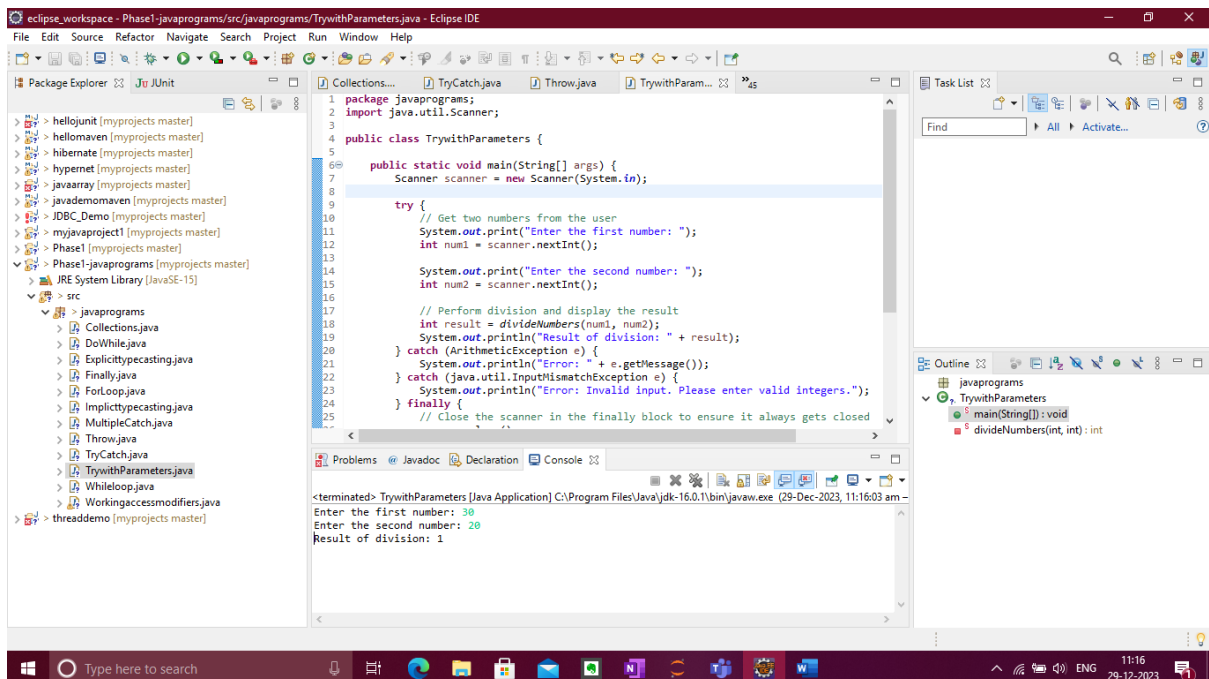 eclipse_workspace - Phase1-javaprograms/src/javaprograms/TrywithParameters.java - Eclipse IDE
File Edit Source Refactor Navigate Search Project Run Window Help
Package Explorer JUnit
> hellojunit [myprojects master]
> hellomaven [myprojects master]
> hibernate [myprojects master]
> hypernet [myprojects master]
> javaarray [myprojects master]
> javademomaven [myprojects master]
> JDBC_Demo [myprojects master]
> myjavaproject1 [myprojects master]
> Phase1 [myprojects master]
> Phase1-javaprograms [myprojects master]
JRE System Library [JavaSE-15]
> src
> javaprograms
Collections.java
DoWhile.java
Explicittypecasting.java
Finally.java
ForLoop.java
Implicttypecasting.java
MultipleCatch.java
Throw.java
TryCatch.java
TrywithParameters.java
Whileloop.java
Workingaccessmodifiers.java
> threaddemo [myprojects master]
Collections.... TryCatch.java Throw.java TrywithParam... »45
1 package javaprograms;
2 import java.util.Scanner;
3
4 public class TrywithParameters {
5
6 public static void main(String[] args) {
7 Scanner scanner = new Scanner(System.in);
8
9 try {
10 // Get two numbers from the user
11 System.out.print("Enter the first number: ");
12 int num1 = scanner.nextInt();
13
14 System.out.print("Enter the second number: ");
15 int num2 = scanner.nextInt();
16
17 // Perform division and display the result
18 int result = divideNumbers(num1, num2);
19 System.out.println("Result of division: " + result);
20 } catch (ArithmeticException e) {
21 System.out.println("Error: " + e.getMessage());
22 } catch (java.util.InputMismatchException e) {
23 System.out.println("Error: Invalid input. Please enter valid integers.");
24 } finally {
25 // Close the scanner in the finally block to ensure it always gets closed
Problems @ Javadoc Declaration Console
<terminated> TrywithParameters [Java Application] C:\Program Files\Java\jdk-16.0.1\bin\javaw.exe (29-Dec-2023, 11:16:03 am –
Enter the first number: 30
Enter the second number: 20
Result of division: 1
Task List
Find All Activate...
Outline
javaprograms
TrywithParameters
main(String[]) : void
divideNumbers(int, int) : int
Type here to search
ENG
11:16
29-12-2023